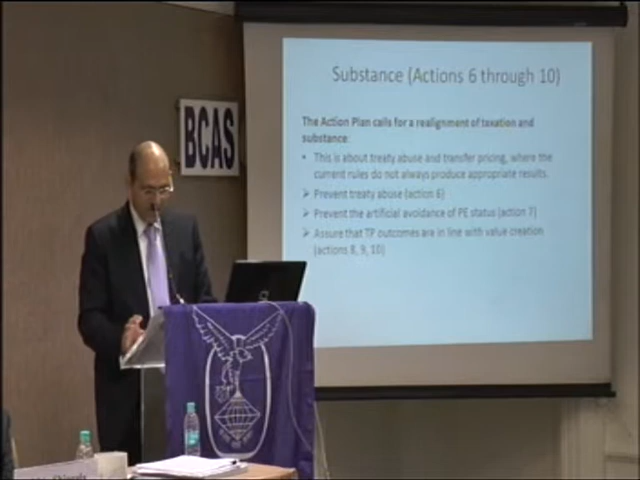 Substance (Actions 6 through 10)
The Action Plan calls for a realignment of taxation and
substance:
• This is about treaty abuse and transfer pricing, where the
current rules do not always produce appropriate results.
➢ Prevent treaty abuse (action 6)
➢ Prevent the artificial avoidance of PE status (action 7)
➢ Assure that TP outcomes are in line with value creation
(actions 8, 9, 10)
BCAS